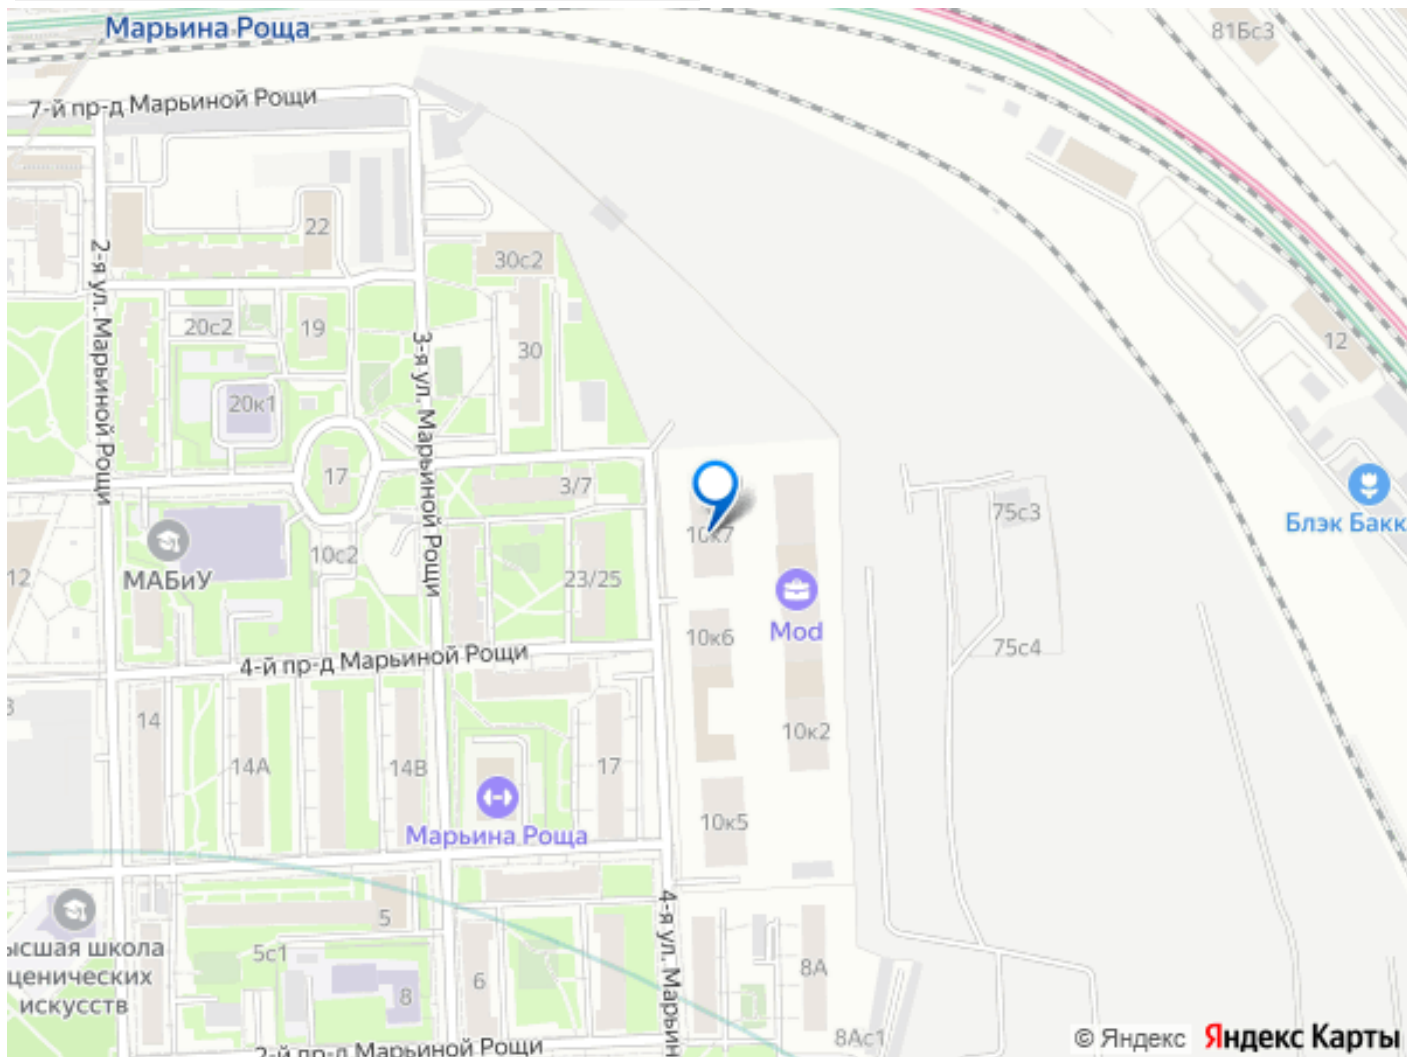 Марьина Роща
81Бс3
7-й пр-д Марьиной Рощи
22
30с2
2-я ул. Марьиной Рощи
20с2
19
3-я ул. Марьиной Рощи
30
12
20к1
17
3/7
10к7
75с3
Блэк Бакк
МАБиУ
10с2
12
23/25
Mod
10к6
75с4
4-й пр-д Марьиной Рощи
14
10к2
14А
14В
17
Марьина Роща
10к5
4-я ул. Марьин
5
ысшая школа
ценических
искусств
5с1
6
8
8А
8Ас1
2-й пр-д Марьиной Рощи
© Яндекс Яндекс Карты